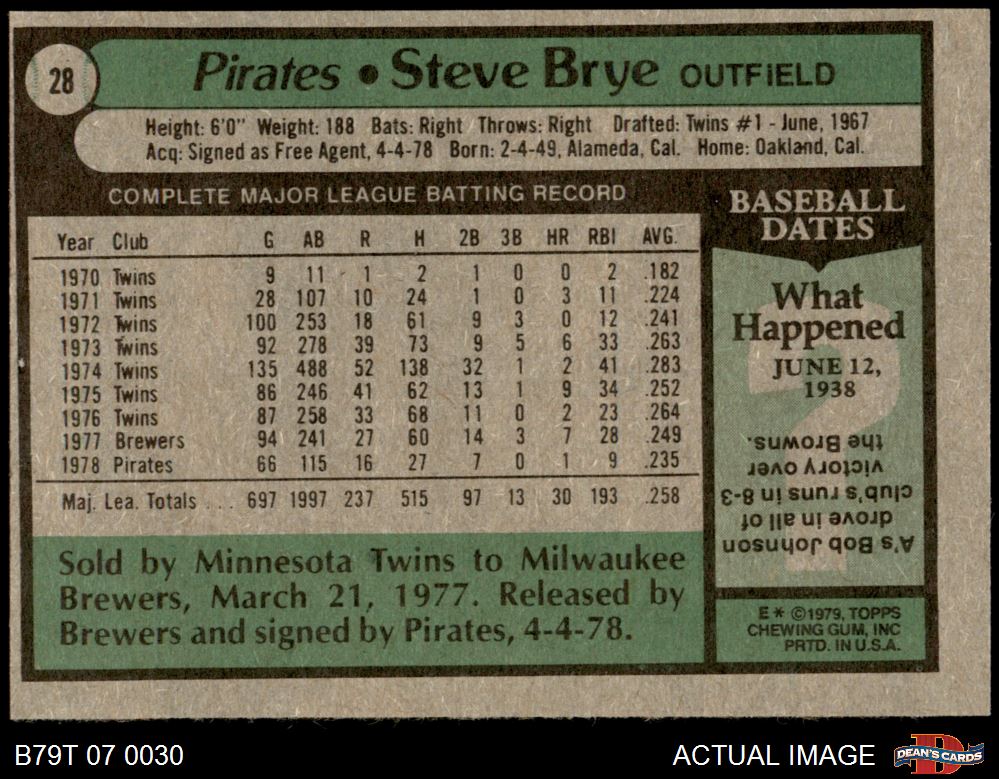 28
Pirates • Steve Brye OUTFIELD
Height: 6'0" Weight: 188 Bats: Right Throws: Right Drafted: Twins #1 - June, 1967
Acq: Signed as Free Agent, 4-4-78 Born: 2-4-49, Alameda, Cal. Home: Oakland, Cal.
COMPLETE MAJOR LEAGUE BATTING RECORD
Year Club G AB R H 2B 3B HR RBI AVG.
1970 Twins 9 11 1 2 1 0 0 2 .182
1971 Twins 28 107 10 24 1 0 3 11 .224
1972 Twins 100 253 18 61 9 3 0 12 .241
1973 Twins 92 278 39 73 9 5 6 33 .263
1974 Twins 135 488 52 138 32 1 2 41 .283
1975 Twins 86 246 41 62 13 1 9 34 .252
1976 Twins 87 258 33 68 11 0 2 23 .264
1977 Brewers 94 241 27 60 14 3 7 28 .249
1978 Pirates 66 115 16 27 7 0 1 9 .235
Maj. Lea. Totals ... 697 1997 237 515 97 13 30 193 .258
Sold by Minnesota Twins to Milwaukee
Brewers, March 21, 1977. Released by
Brewers and signed by Pirates, 4-4-78.
BASEBALL
DATES
What
Happened
JUNE 12,
1938
A's Bob Johnson
drove in all of
club's runs in 8-3
victory over
the Browns.
E* ©1979, TOPPS
CHEWING GUM, INC
PRTD. IN U.S.A.
B79T 07 0030
ACTUAL IMAGE
D
DEAN'S CARDS